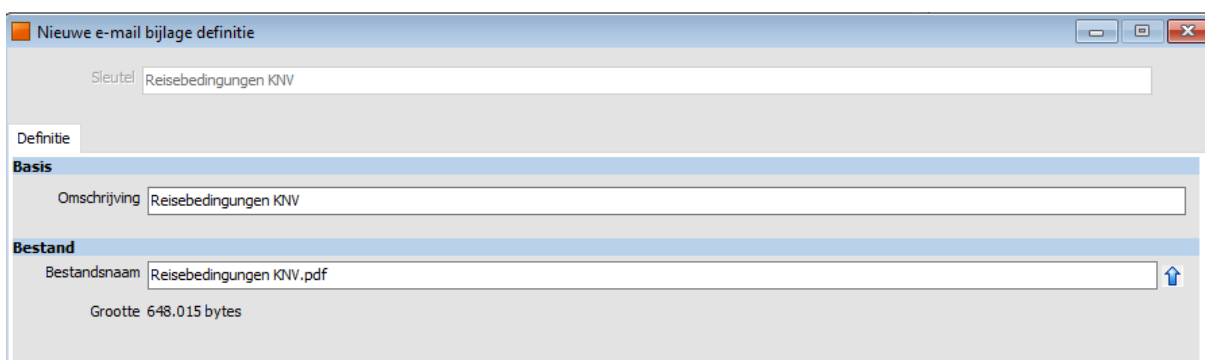 Nieuwe e-mail bijlage definitie
Sleutel Reisebedingungen KNV
Definitie
Basis
Omschrijving Reisebedingungen KNV
Bestand
Bestandsnaam Reisebedingungen KNV.pdf
Grootte 648.015 bytes